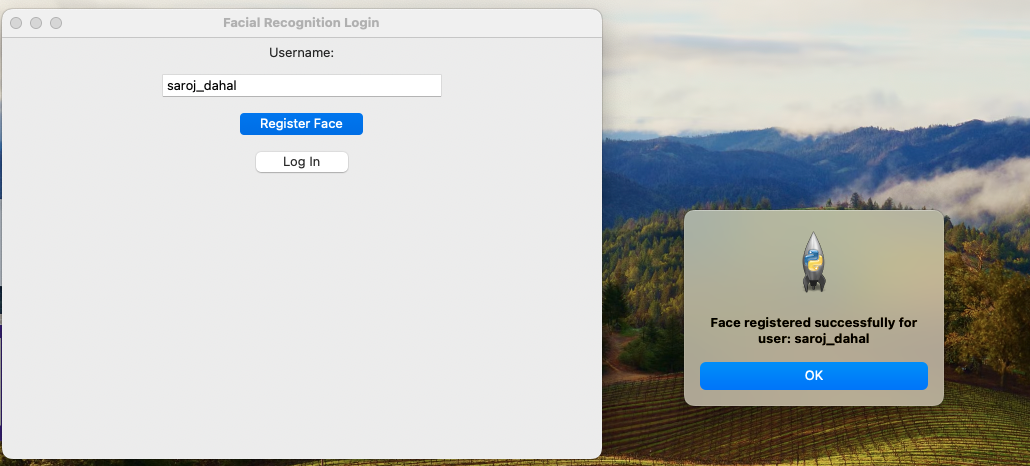 Facial Recognition Login
Username:
saroj_dahal
Register Face
Log In
Face registered successfully for
user: saroj_dahal
OK